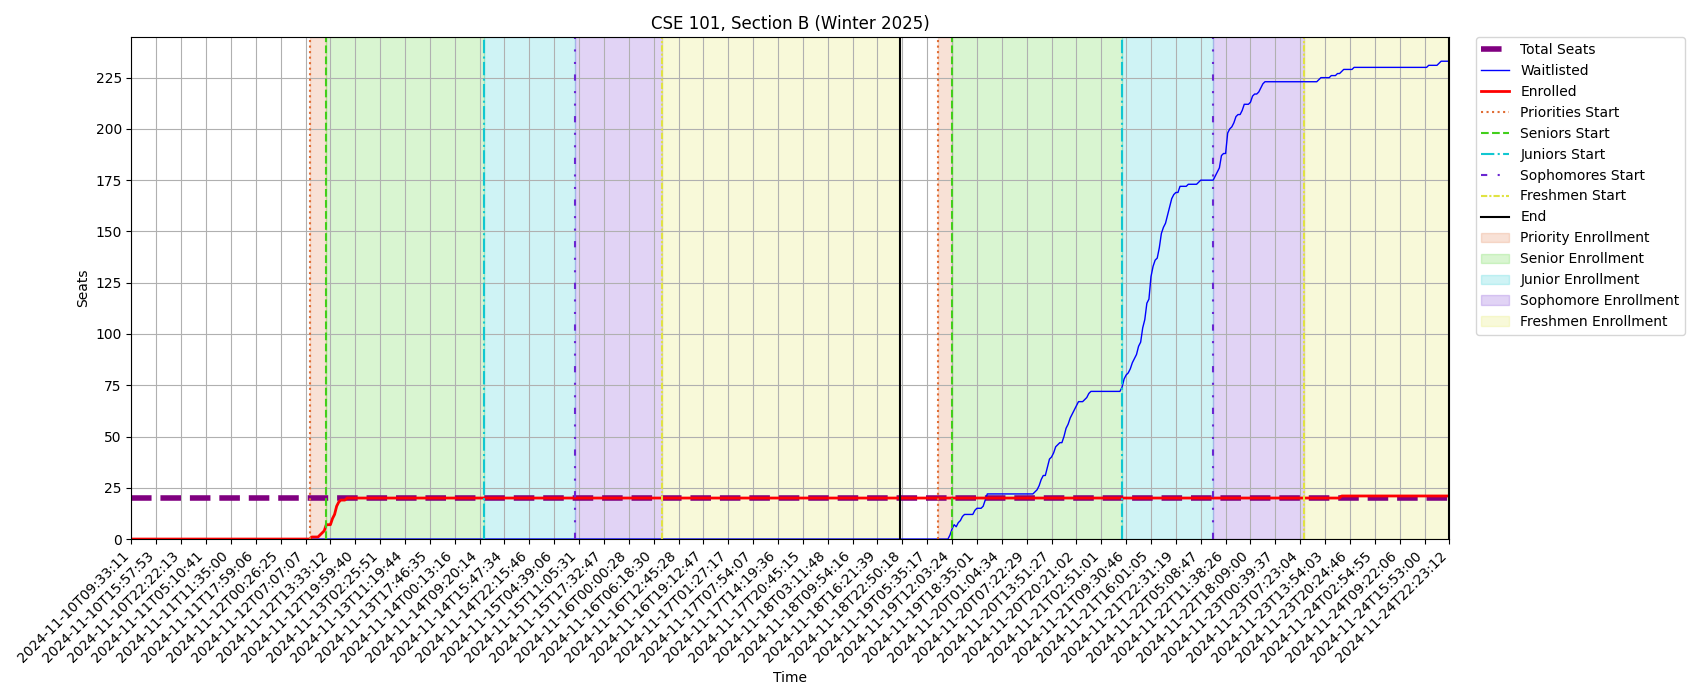 CSE 101, Section B (Winter 2025)
Seats
225
200
175
150
125
100
75
50
25
0
2024-11-10T09:33:11
2024-11-10T15:57:53
2024-11-10T22:22:13
2024-11-11T05:10:41
2024-11-11T11:35:00
2024-11-11T17:59:06
2024-11-12T00:26:25
2024-11-12T07:07:07
2024-11-12T13:33:12
2024-11-12T19:59:40
2024-11-13T02:25:51
2024-11-13T11:19:44
2024-11-13T17:46:35
2024-11-14T00:13:16
2024-11-14T09:20:14
2024-11-14T15:47:34
2024-11-14T22:15:46
2024-11-15T04:39:06
2024-11-15T11:05:31
2024-11-15T17:32:47
2024-11-16T00:00:28
2024-11-16T06:18:30
2024-11-16T12:45:28
2024-11-16T19:12:47
2024-11-17T01:27:17
2024-11-17T07:54:07
2024-11-17T14:19:36
2024-11-17T20:45:15
2024-11-18T03:11:48
2024-11-18T09:54:16
2024-11-18T16:21:39
2024-11-18T22:50:18
2024-11-19T05:35:17
2024-11-19T12:03:24
2024-11-19T18:35:01
2024-11-20T01:04:34
2024-11-20T07:22:29
2024-11-20T13:51:27
2024-11-20T20:21:02
2024-11-21T02:51:01
2024-11-21T09:30:46
2024-11-21T16:01:05
2024-11-21T22:31:19
2024-11-22T05:08:47
2024-11-22T11:38:26
2024-11-22T18:09:00
2024-11-23T00:39:37
2024-11-23T07:23:04
2024-11-23T13:54:03
2024-11-23T20:24:46
2024-11-24T02:54:55
2024-11-24T09:22:06
2024-11-24T15:53:00
2024-11-24T22:23:12
Time
Total Seats
Waitlisted
Enrolled
Priorities Start
Seniors Start
Juniors Start
Sophomores Start
Freshmen Start
End
Priority Enrollment
Senior Enrollment
Junior Enrollment
Sophomore Enrollment
Freshmen Enrollment